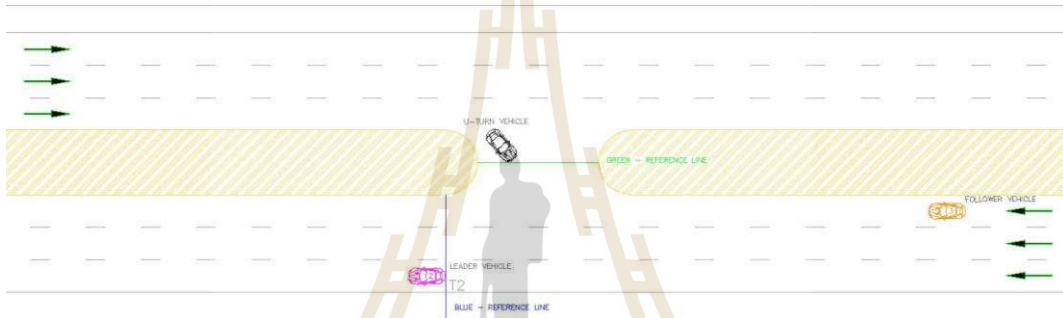 U-TURN VEHICLE
GREEN - REFERENCE LINE
FOLLOWER VEHICLE
LEADER VEHICLE
T2
BLUE - REFERENCE LINE